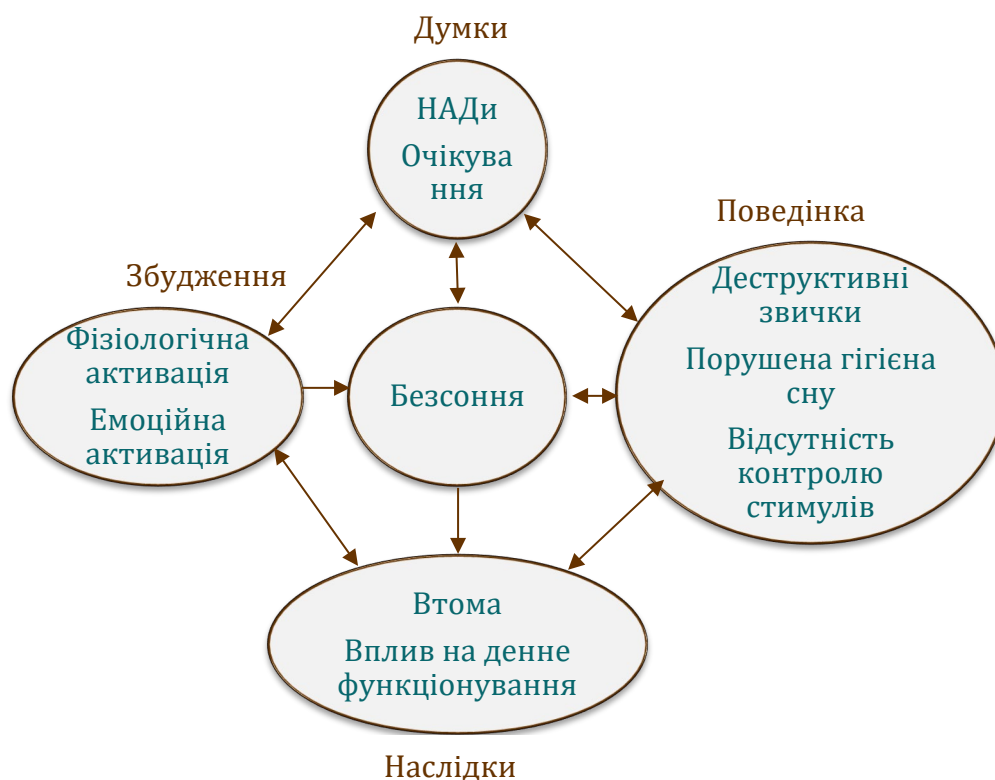 Думки
НАДи
Очікува
ння
Поведінка
Деструктивні
звички
Порушена гігієна
сну
Відсутність
контролю
стимулів
Збудження
Фізіологічна
активація
Емоційна
активація
Безсоння
Втома
Вплив на денне
функціонування
Наслідки